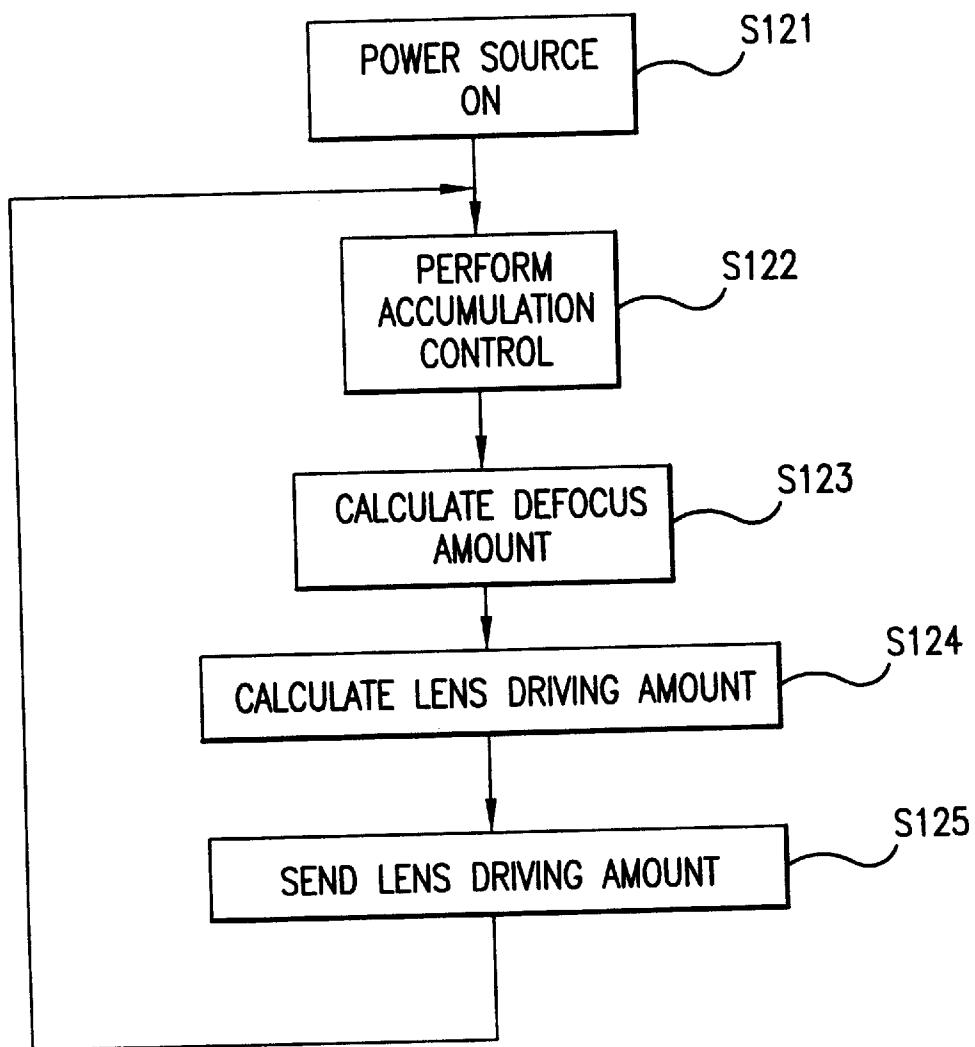 S121
POWER SOURCE
ON
S122
PERFORM
ACCUMULATION
CONTROL
S123
CALCULATE DEFOCUS
AMOUNT
S124
CALCULATE LENS DRIVING AMOUNT
S125
SEND LENS DRIVING AMOUNT